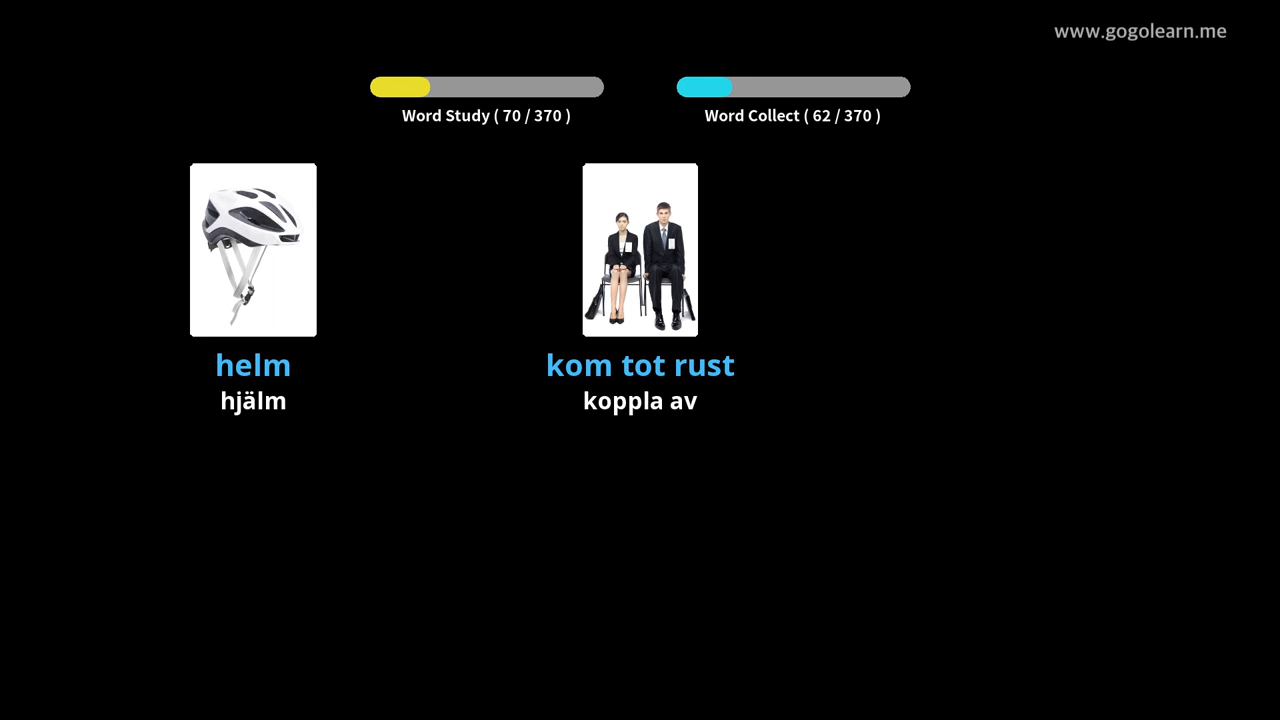 www.gogolearn.me
Word Study ( 70 / 370 )
Word Collect ( 62 / 370 )
helm
hjälm
kom tot rust
koppla av